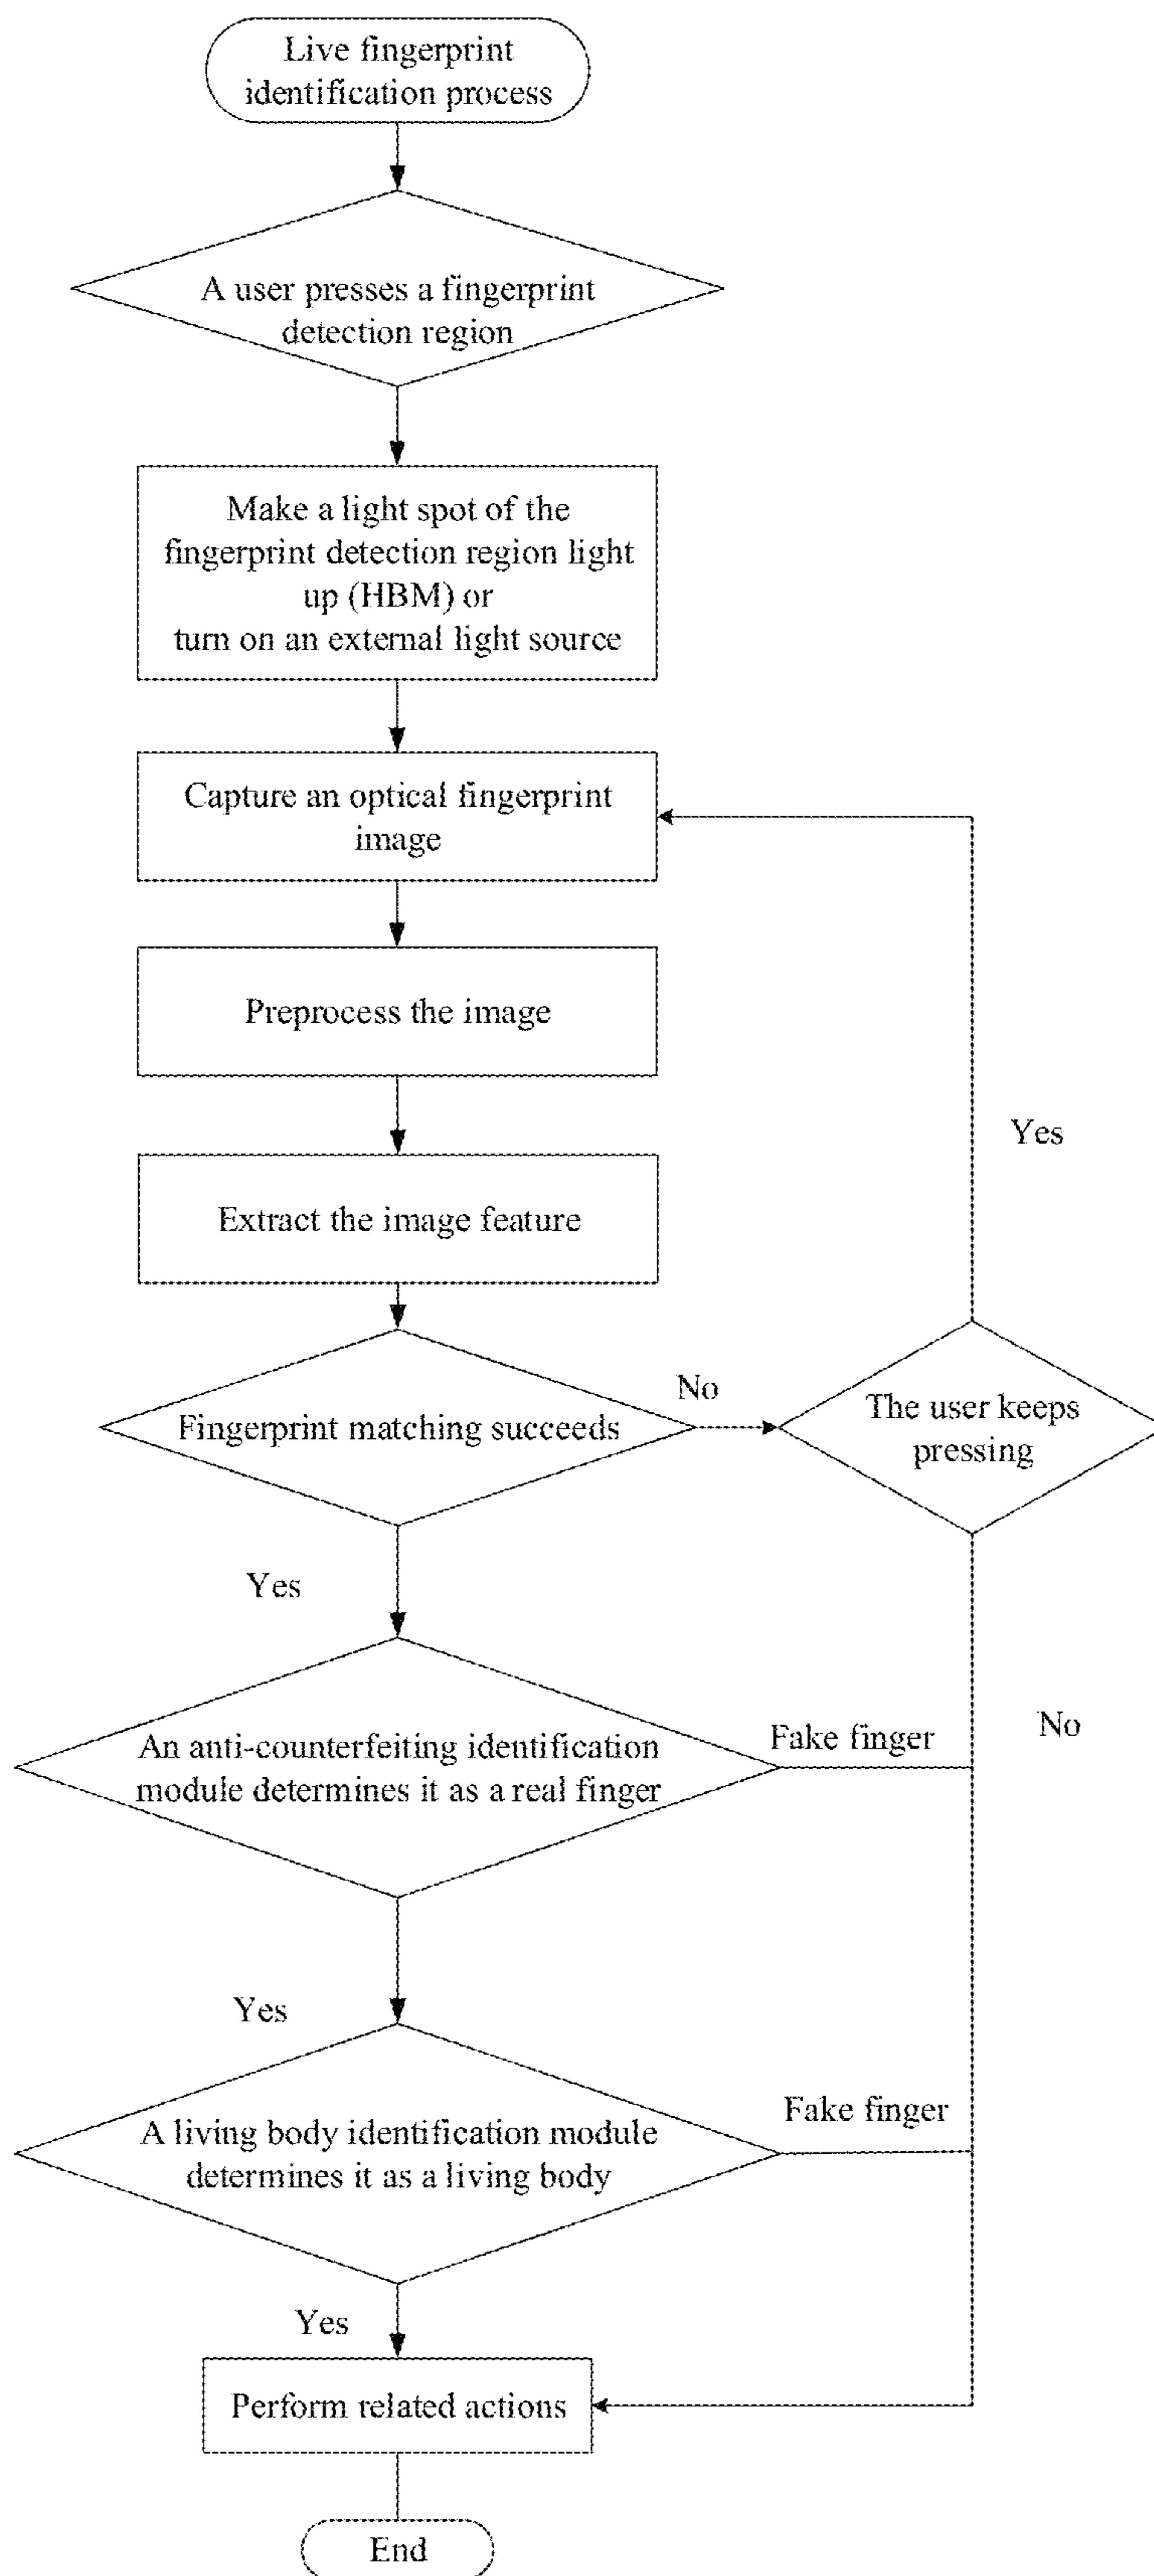 Live fingerprint
identification process
A user presses a fingerprint
detection region
Make a light spot of the
fingerprint detection region light
up (HBM) or
turn on an external light source
Capture an optical fingerprint
image
Preprocess the image
Yes
Extract the image feature
No
Fingerprint matching succeeds
The user keeps
pressing
Yes
An anti-counterfeiting identification
module determines it as a real finger
Fake finger
No
Yes
A living body identification module
determines it as a living body
Fake finger
Yes
Perform related actions
End